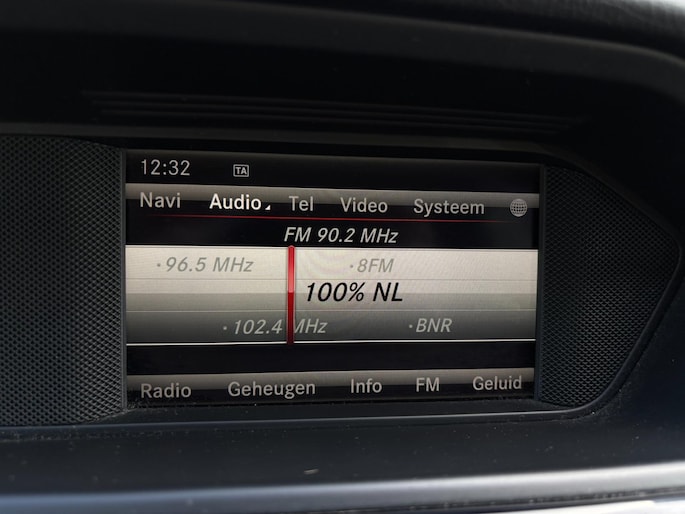 12:32 TA
Navi Audio Tel Video Systeem
FM 90.2 MHz
·96.5 MHz ·8FM
100% NL
·102.4 MHz ·BNR
Radio Geheugen Info FM Geluid